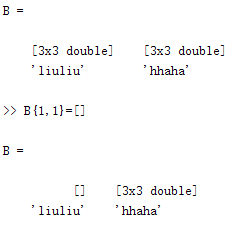 B =
[3x3 double] [3x3 double]
'liuliu' 'hhaha'
>> B{1,1}=[]
B =
[] [3x3 double]
'liuliu' 'hhaha'